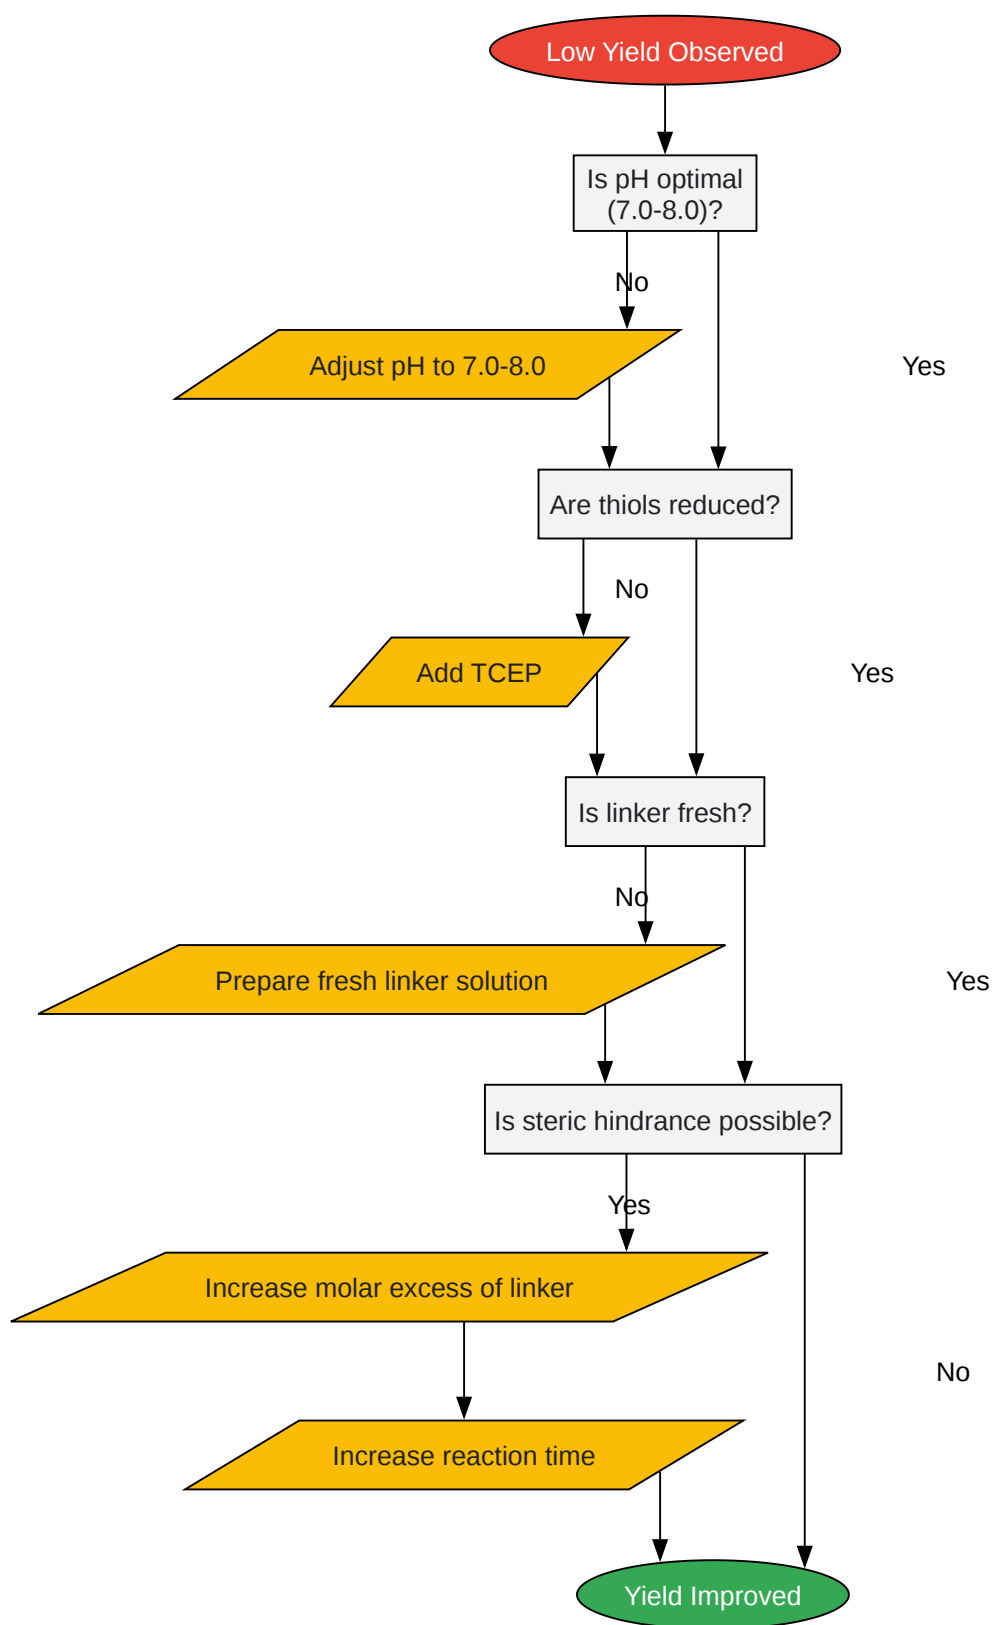 Low Yield Observed
Is pH optimal
(7.0-8.0)?
No
Adjust pH to 7.0-8.0
Yes
Are thiols reduced?
No
Add TCEP
Yes
Is linker fresh?
No
Prepare fresh linker solution
Yes
Is steric hindrance possible?
Yes
Increase molar excess of linker
No
Increase reaction time
Yield Improved